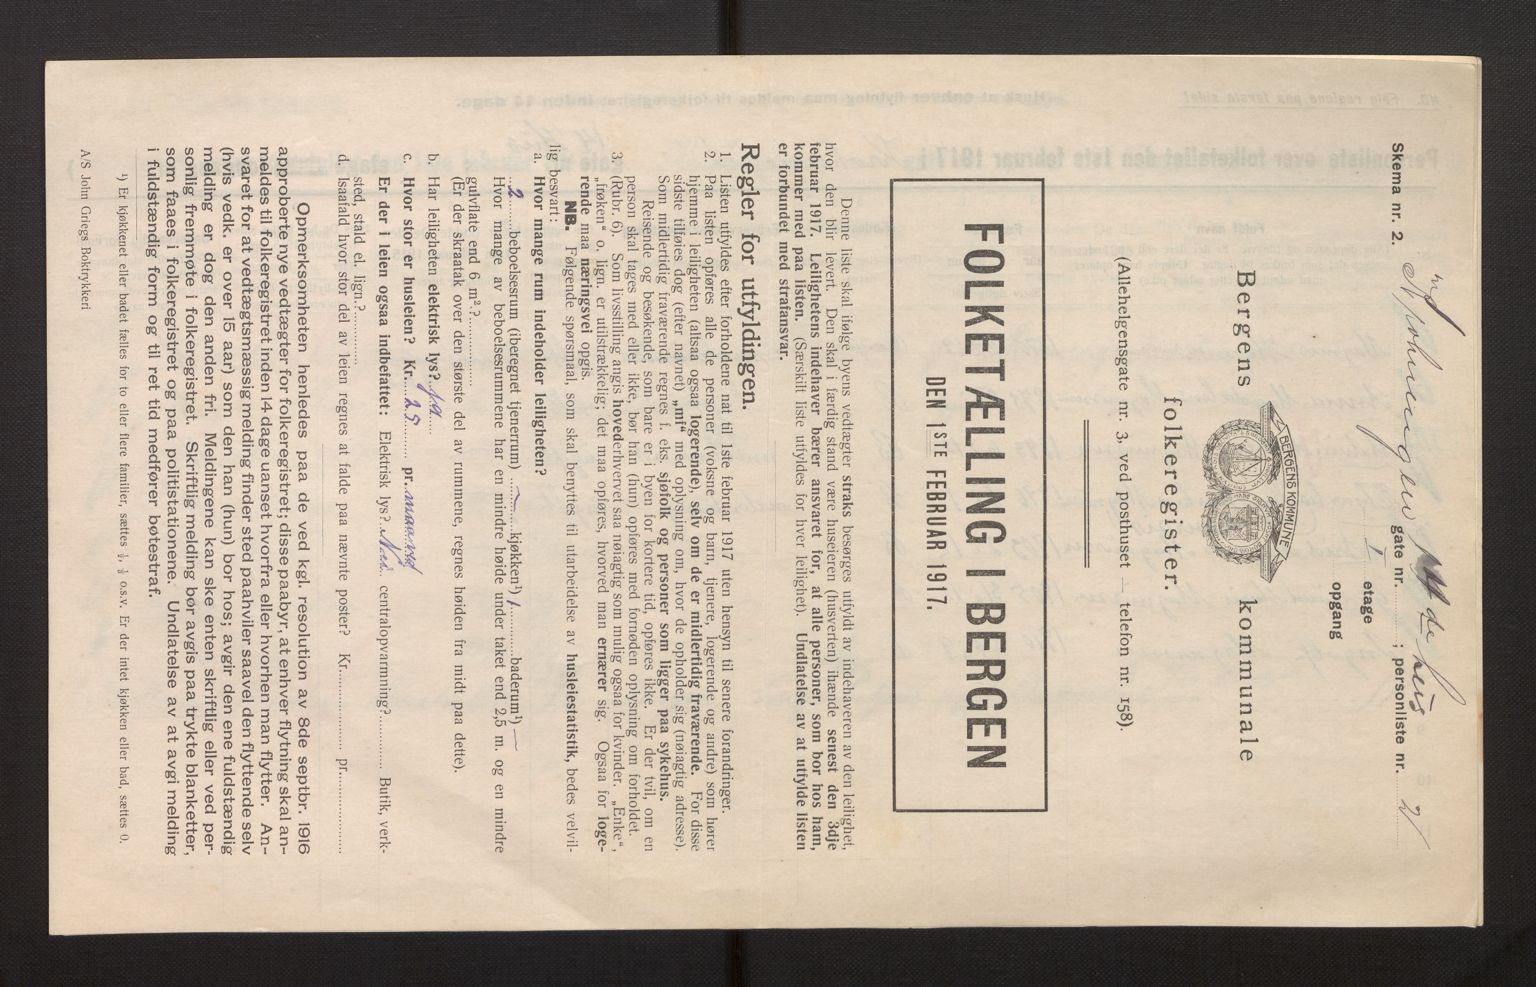 Skema nr. 2.
gate nr. ; personliste nr. 2
1 etage
opgang
BERGENS KOMMUNE
Bergens kommunale
folkeregister.
(Allehelgensgate nr. 3, ved posthuset — telefon nr. 158).
FOLKETÆLLING I BERGEN
DEN 1STE FEBRUAR 1917.
Denne liste skal ifølge byens vedtægter straks besørges utfyldt av indehaveren av den leilighet,
hvor den blir levert. Den skal i færdig stand være huseieren (husverten) ihænde senest den 3dje
februar 1917. Leilighetens indehaver bærer ansvaret for, at alle personer, som bor hos ham,
kommer med paa listen. (Særskilt liste utfyldes for hver leilighet). Undlatelse av at utfylde listen
er forbundet med strafansvar.
Regler for utfyldingen.
1. Listen utfyldes efter forholdene nat til 1ste februar 1917 uten hensyn til senere forandringer.
2. Paa listen opføres alle de personer (voksne og barn, tjenere, logerende og andre) som hører
hjemme i leiligheten (altsaa ogsaa logerende), selv om de er midlertidig fraværende. For disse
sidste tilføies dog (efter navnet) „mf" med oplysning om, hvor de opholder sig (nøiagtig adresse).
Som midlertidig fraværende regnes f. eks. sjøfolk og personer som ligger paa sykehus.
Reisende og besøkende, som bare er i byen for kortere tid, opføres ikke. Er der tvil, om en
person skal tages med eller ikke, bør han (hun) opføres med fornøden oplysning om forholdet.
3. (Rubr. 6). Som livsstilling angis hovederhvervet saa nøiagtig som mulig ogsaa for kvinder. „Enke",
„frøken" o. lign. er utilstrækkelig; det maa opføres, hvorved man ernærer sig. Ogsaa for loge-
rende maa næringsvei opgis.
NB. Følgende spørsmaal, som skal benyttes til utarbeidelse av husleiestatistik, bedes velvil-
lig besvart:
a. Hvor mange rum indeholder leiligheten?
2 beboelsesrum (iberegnet tjenerrum) — kjøkken¹) 1 baderum¹) —
Hvor mange av beboelsesrummene har en mindre høide under taket end 2,5 m. og en mindre
gulvflate end 6 m².?
(Er der skraatak over den største del av rummene, regnes høiden fra midt paa dette).
b. Har leiligheten elektrisk lys? ja
c. Hvor stor er husleien? Kr. 25 pr. maaned
Er der i leien ogsaa indbefattet: Elektrisk lys? Nei centralopvarmning? Butik, verk-
sted, stald el. lign.?
d. Isafald hvor stor del av leien regnes at falde paa nævnte poster? Kr. pr.
Opmerksomheten henledes paa de ved kgl. resolution av 8de septbr. 1916
approberte nye vedtægter for folkeregistret; disse paabyr, at enhver flytning skal an-
meldes til folkeregistret inden 14 dage uanset hvorfra eller hvorhen man flytter. An-
svaret for at vedtægtsmæssig melding finder sted paahviler saavel den flyttende selv
(hvis vedk. er over 15 aar) som den han (hun) bor hos; avgir den ene fuldstændig
melding er dog den anden fri. Meldingene kan ske enten skriftlig eller ved per-
sonlig fremmøte i folkeregistret. Skriftlig melding bør avgis paa trykte blanketter,
som faaes i folkeregistret og paa politistationene. Undlatelse av at avgi melding
i fuldstændig form og til ret tid medfører bøtestraf.
¹) Er kjøkkenet eller badet fælles for to eller flere familier, sættes ½, ⅓ o.s.v. Er der intet kjøkken eller bad, sættes 0.
A/S John Griegs Boktrykkeri